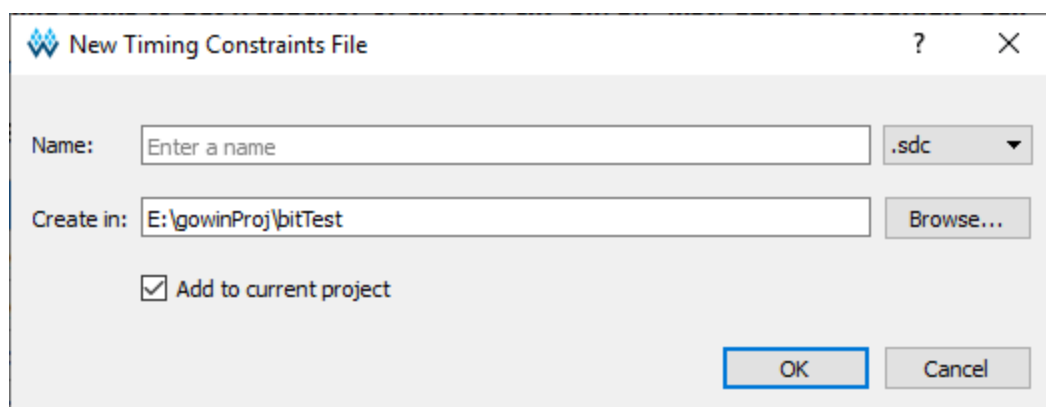 New Timing Constraints File
?
Name:
Enter a name
.sdc
Create in:
E:\gowinProj\bitTest
Browse...
Add to current project
OK
Cancel